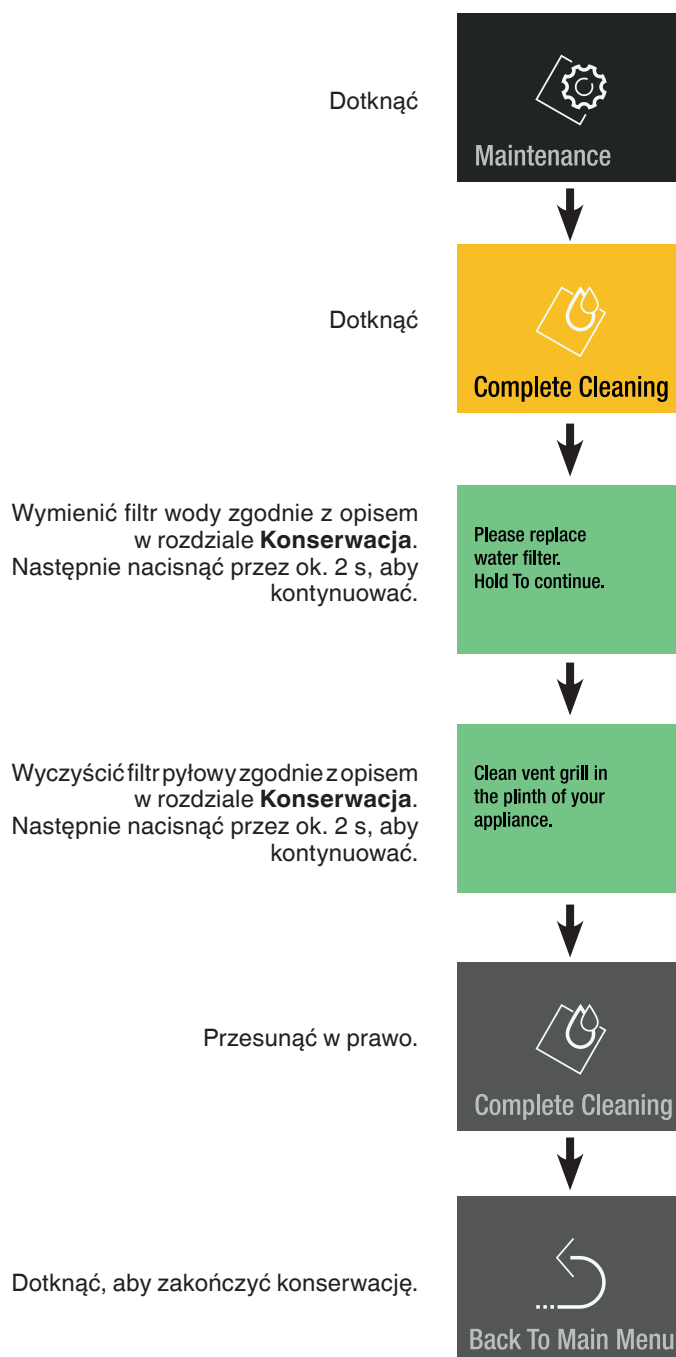 Dotknąć
Maintenance
Dotknąć
Complete Cleaning
Wymienić filtr wody zgodnie z opisem
w rozdziale Konserwacja.
Następnie nacisnąć przez ok. 2 s, aby
kontynuować.
Please replace
water filter.
Hold To continue.
Wyczyścić filtr pyłowy zgodnie z opisem
w rozdziale Konserwacja.
Następnie nacisnąć przez ok. 2 s, aby
kontynuować.
Clean vent grill in
the plinth of your
appliance.
Przesunąć w prawo.
Complete Cleaning
Dotknąć, aby zakończyć konserwację.
Back To Main Menu